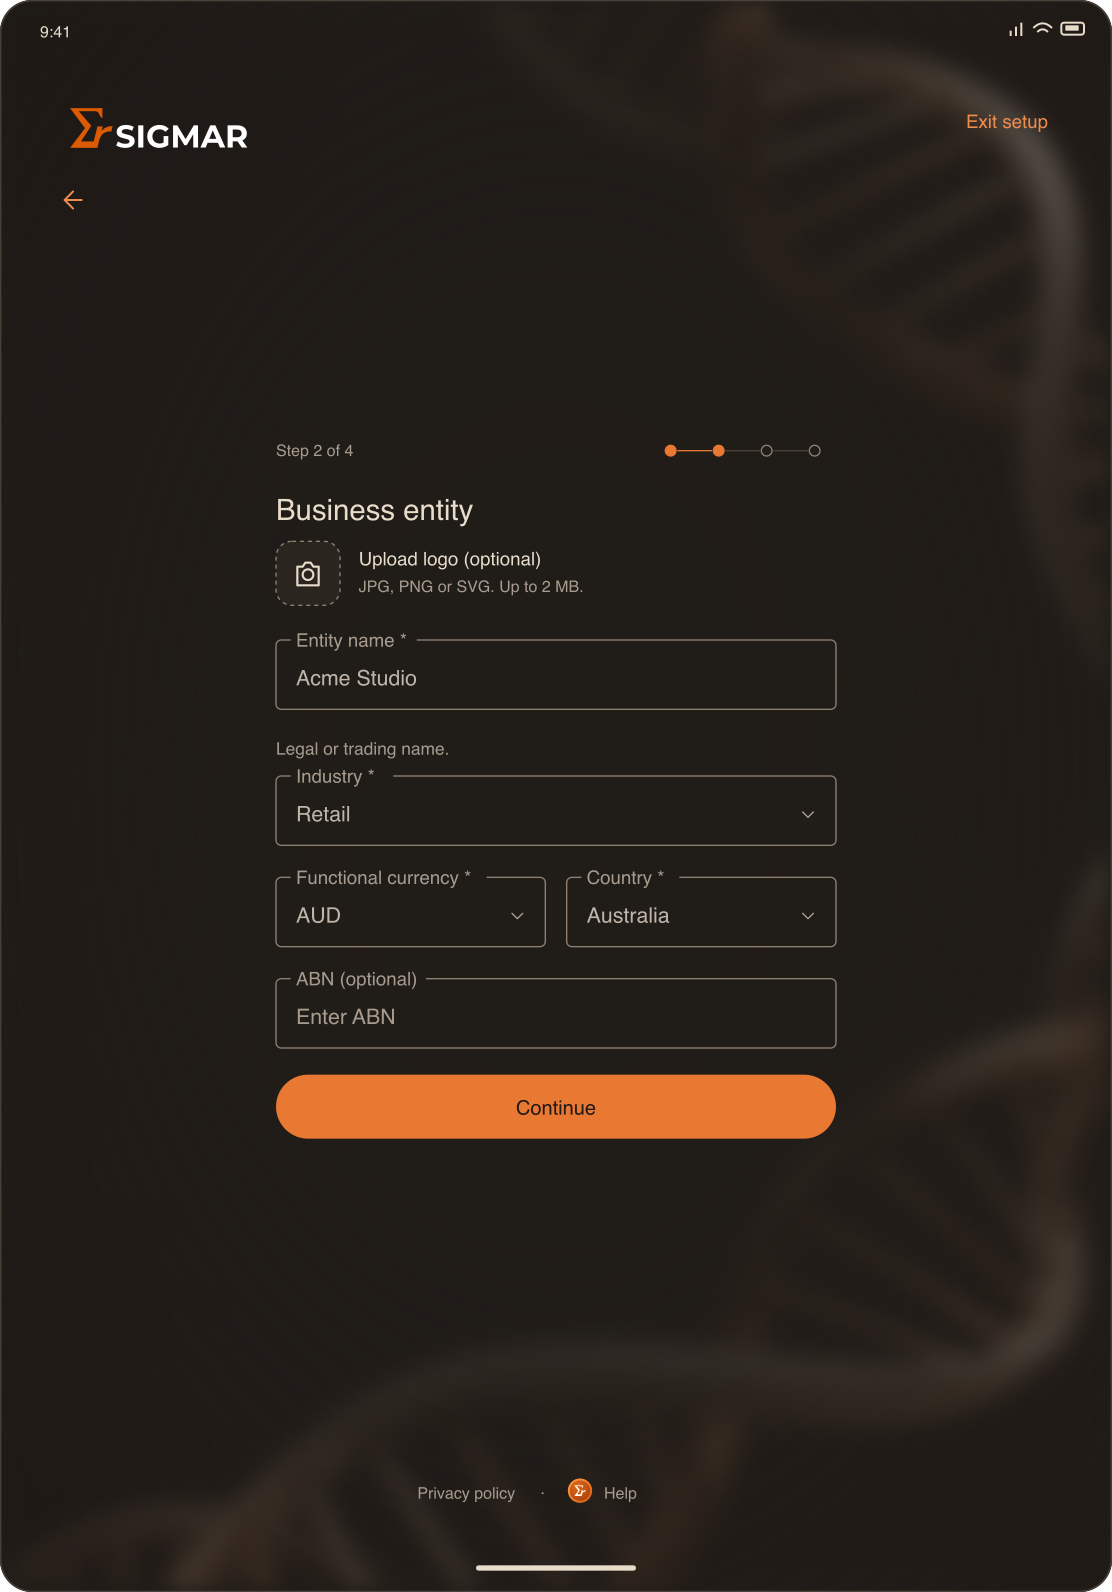 9:41
Σr SIGMAR
Exit setup
Step 2 of 4
Business entity
Upload logo (optional)
JPG, PNG or SVG. Up to 2 MB.
Entity name *
Acme Studio
Legal or trading name.
Industry *
Retail
Functional currency *
Country *
AUD
Australia
ABN (optional)
Enter ABN
Continue
Privacy policy · Σr Help